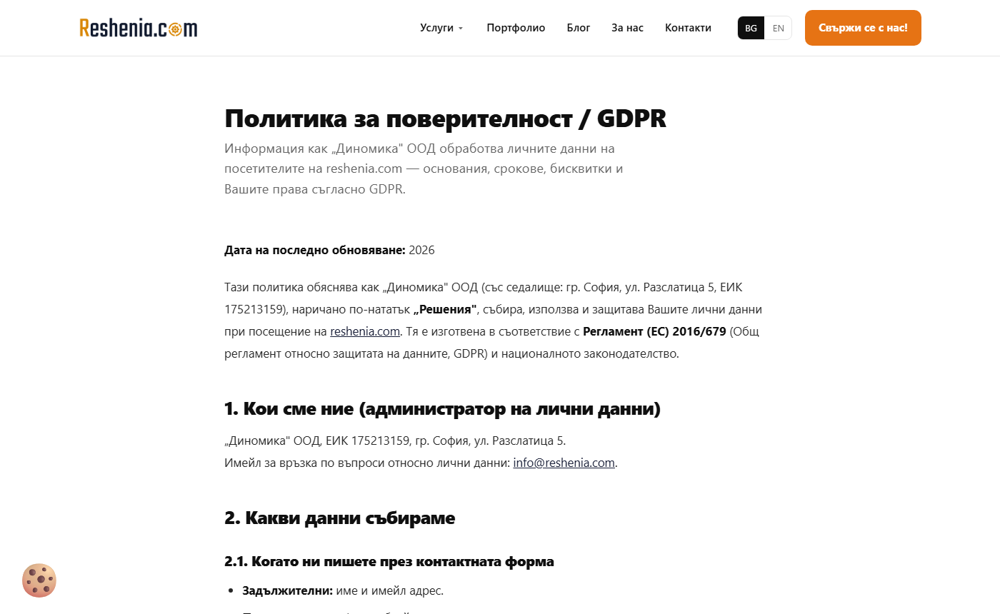 Reshenia.com
Услуги
Портфолио
Блог
За нас
Контакти
BG
EN
Свържи се с нас!
Политика за поверителност / GDPR
Информация как „Диномика" ООД обработва личните данни на
посетителите на reshenia.com — основания, срокове, бисквитки и
Вашите права съгласно GDPR.
Дата на последно обновяване: 2026
Тази политика обяснява как „Диномика" ООД (със седалище: гр. София, ул. Разслатица 5, ЕИК
175213159), наричано по-нататък „Решения", събира, използва и защитава Вашите лични данни
при посещение на reshenia.com. Тя е изготвена в съответствие с Регламент (ЕС) 2016/679 (Общ
регламент относно защитата на данните, GDPR) и националното законодателство.
1. Кои сме ние (администратор на лични данни)
„Диномика" ООД, ЕИК 175213159, гр. София, ул. Разслатица 5.
Имейл за връзка по въпроси относно лични данни: info@reshenia.com.
2. Какви данни събираме
2.1. Когато ни пишете през контактната форма
• Задължителни: име и имейл адрес.